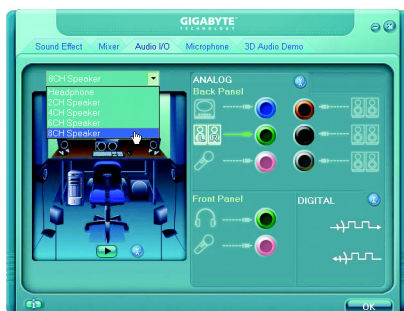 GIGABYTE
TECHNOLOGY
Sound Effect Mixer Audio I/O Microphone 3D Audio Demo
8CH Speaker
Headphone
2CH Speaker
4CH Speaker
6CH Speaker
8CH Speaker
ANALOG
Back Panel
Front Panel
DIGITAL
OK